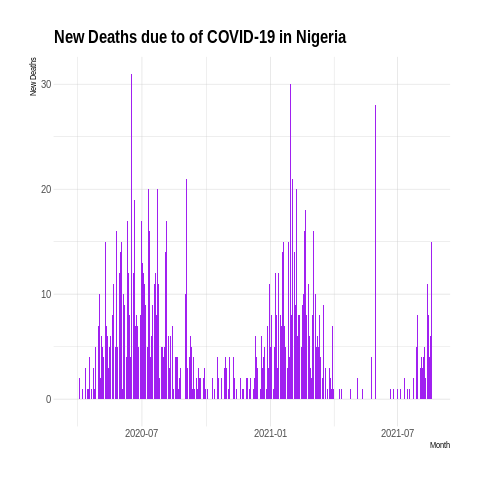 New Deaths due to of COVID-19 in Nigeria
New Deaths
30
20
10
0
2020-07
2021-01
2021-07
Month